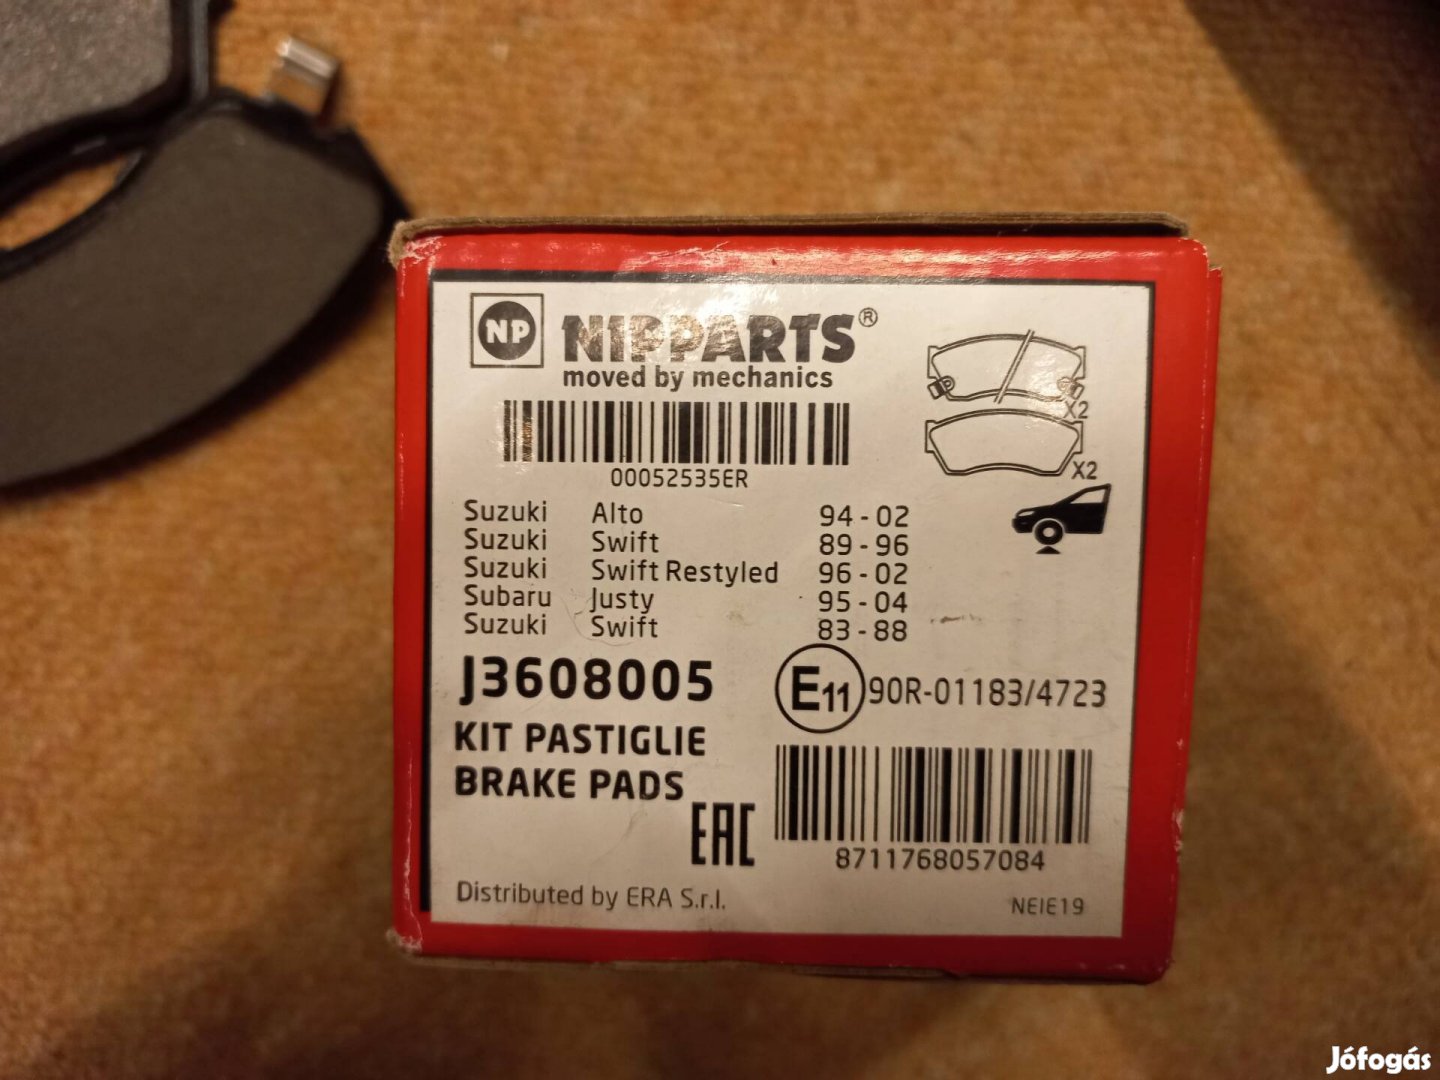 NP NIPPARTS®
moved by mechanics
X2
X2
00052535ER
Suzuki Alto 94-02
Suzuki Swift 89-96
Suzuki Swift Restyled 96-02
Subaru Justy 95-04
Suzuki Swift 83-88
J3608005 E11 90R-01183/4723
KIT PASTIGLIE
BRAKE PADS
EAC
8711768057084
Distributed by ERA S.r.l. NEIE19
Jófogás